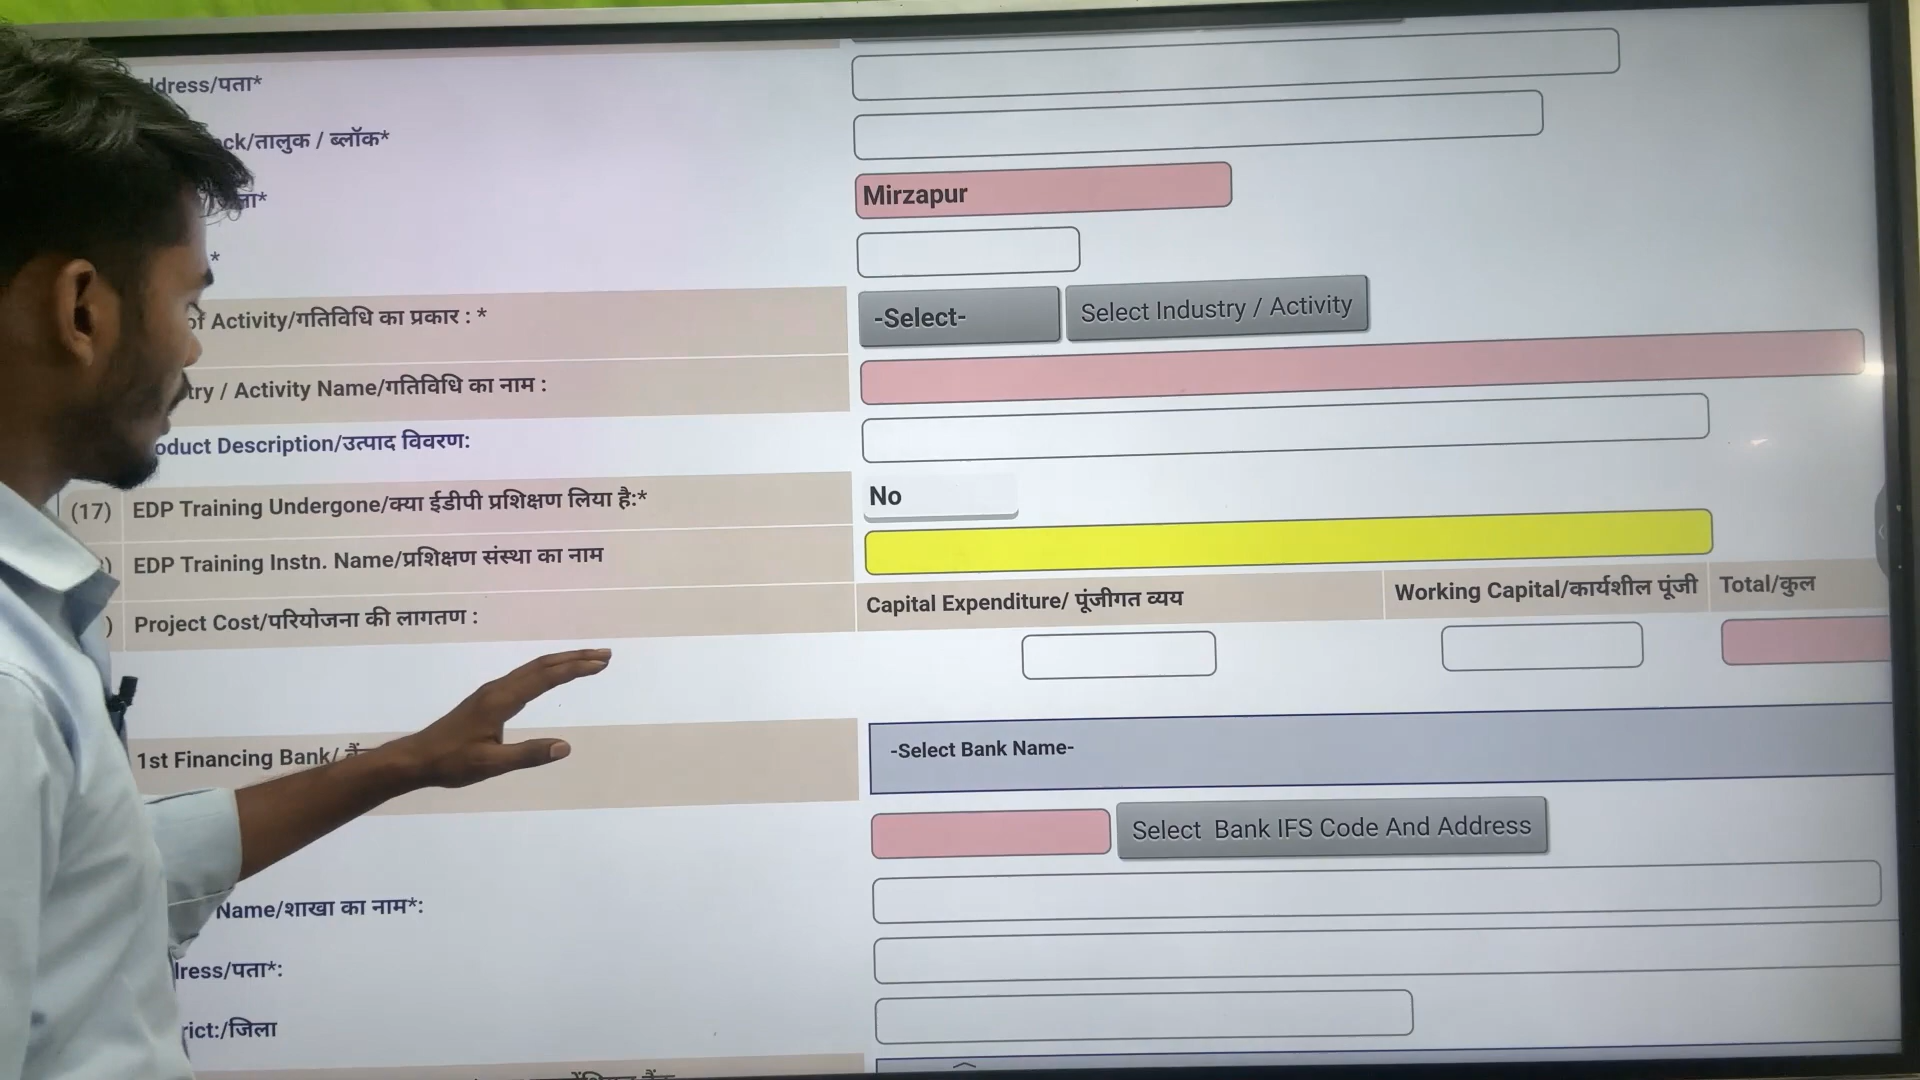 dress/पता*
ck/तालुक / ब्लॉक*
Mirzapur
*
of Activity/गतिविधि का प्रकार : *
-Select-
Select Industry / Activity
try / Activity Name/गतिविधि का नाम :
oduct Description/उत्पाद विवरण:
(17) EDP Training Undergone/क्या ईडीपी प्रशिक्षण लिया है:*
No
EDP Training Instn. Name/प्रशिक्षण संस्था का नाम
) Project Cost/परियोजना की लागतण :
Capital Expenditure/ पूंजीगत व्यय
Working Capital/कार्यशील पूंजी
Total/कुल
1st Financing Bank/
-Select Bank Name-
Select Bank IFS Code And Address
Name/शाखा का नाम*:
ress/पता*:
rict:/जिला